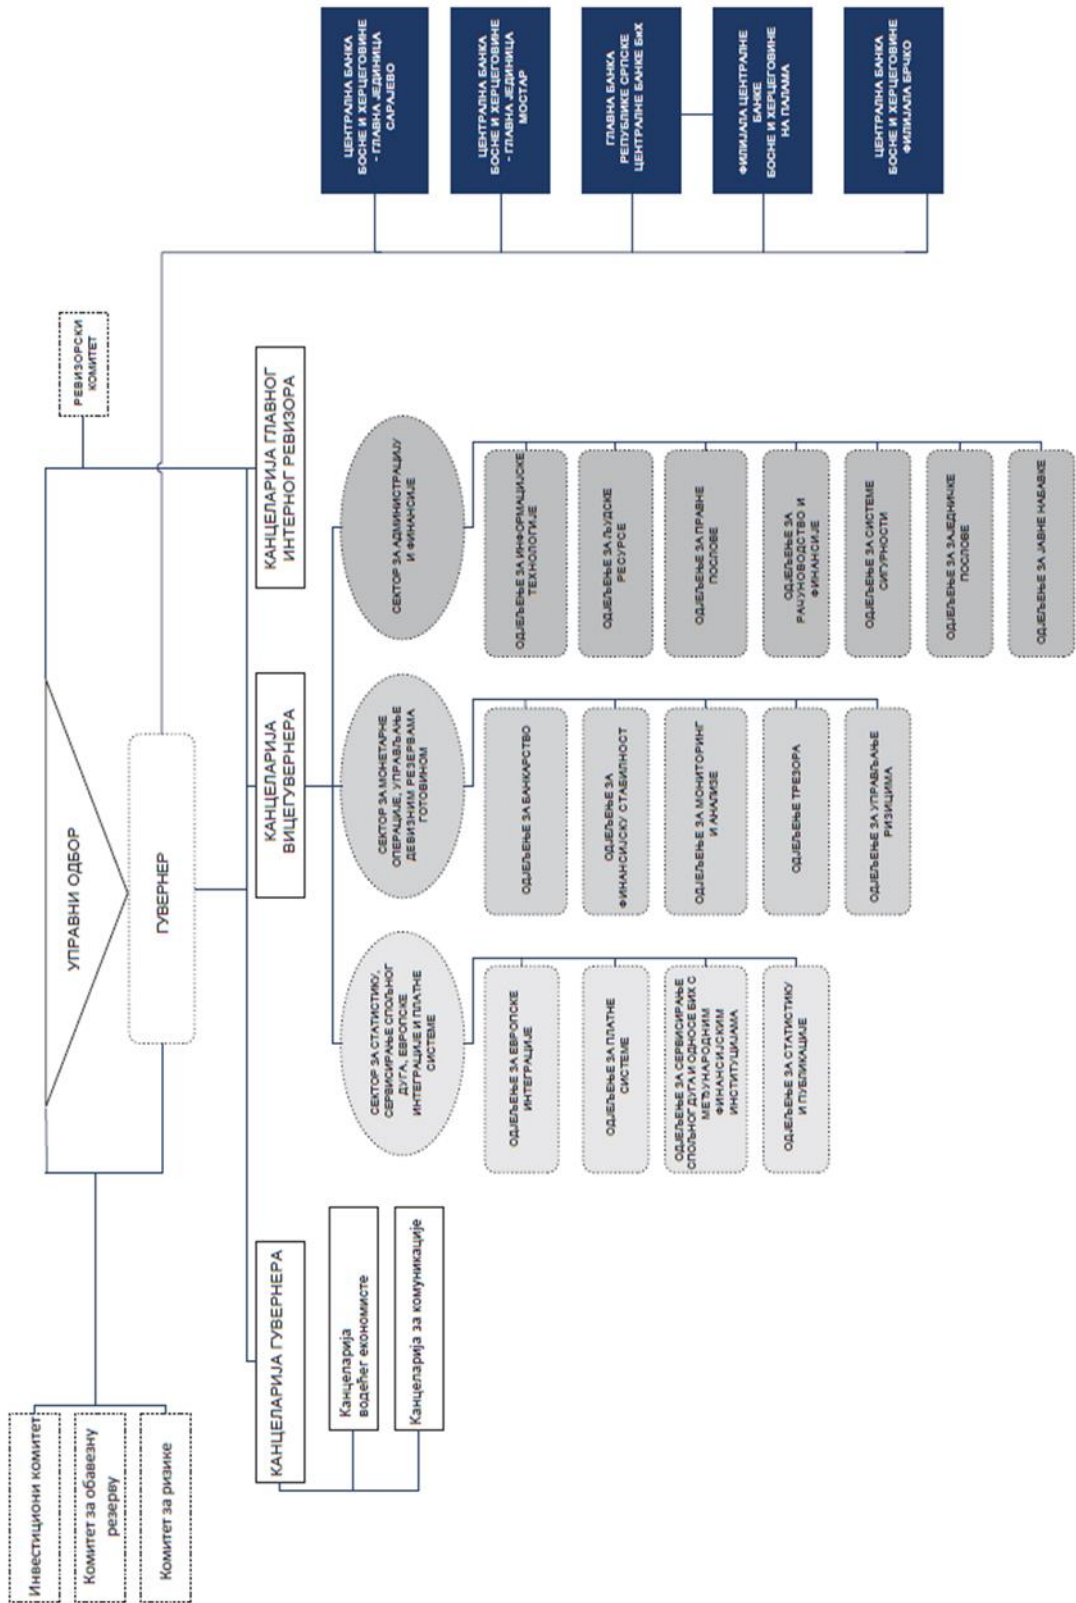 УПРАВНИ ОДБОР
ГУВЕРНЕР
РЕВИЗОРСКИ
КОМИТЕТ
Инвестициони комитет
Комитет за обавезну
резерву
Комитет за ризике
КАНЦЕЛАРИЈА ГУВЕРНЕРА
Канцеларија
водећег економисте
Канцеларија за комуникације
КАНЦЕЛАРИЈА
ВИЦЕГУВЕРНЕРА
КАНЦЕЛАРИЈА ГЛАВНОГ
ИНТЕРНОГ РЕВИЗОРА
СЕКТОР ЗА СТАТИСТИКУ,
СЕРВИСИРАЊЕ СПОЉНОГ
ДУГА, ЕВРОПСКЕ
ИНТЕГРАЦИЈЕ И ПЛАТНЕ
СИСТЕМЕ
ОДЈЕЉЕЊЕ ЗА ЕВРОПСКЕ
ИНТЕГРАЦИЈЕ
ОДЈЕЉЕЊЕ ЗА ПЛАТНЕ
СИСТЕМЕ
ОДЈЕЉЕЊЕ ЗА СЕРВИСИРАЊЕ
СПОЉНОГ ДУГА И ОДНОСЕ БИХ С
МЕЂУНАРОДНИМ
ФИНАНСИЈСКИМ
ИНСТИТУЦИЈАМА
ОДЈЕЉЕЊЕ ЗА СТАТИСТИКУ
И ПУБЛИКАЦИЈЕ
СЕКТОР ЗА МОНЕТАРНЕ
ОПЕРАЦИЈЕ, УПРАВЉАЊЕ
ДЕВИЗНИМ РЕЗЕРВАМА
ГОТОВИНОМ
ОДЈЕЉЕЊЕ ЗА БАНКАРСТВО
ОДЈЕЉЕЊЕ ЗА
ФИНАНСИЈСКУ СТАБИЛНОСТ
ОДЈЕЉЕЊЕ ЗА МОНИТОРИНГ
И АНАЛИЗЕ
ОДЈЕЉЕЊЕ ТРЕЗОРА
ОДЈЕЉЕЊЕ ЗА УПРАВЉАЊЕ
РИЗИЦИМА
СЕКТОР ЗА АДМИНИСТРАЦИЈУ
И ФИНАНСИЈЕ
ОДЈЕЉЕЊЕ ЗА ИНФОРМАЦИЈСКЕ
ТЕХНОЛОГИЈЕ
ОДЈЕЉЕЊЕ ЗА ЉУДСКЕ
РЕСУРСЕ
ОДЈЕЉЕЊЕ ЗА ПРАВНЕ
ПОСЛОВЕ
ОДЈЕЉЕЊЕ ЗА
РАЧУНОВОДСТВО И
ФИНАНСИЈЕ
ОДЈЕЉЕЊЕ ЗА СИСТЕМЕ
СИГУРНОСТИ
ОДЈЕЉЕЊЕ ЗА ЗАЈЕДНИЧКЕ
ПОСЛОВЕ
ОДЈЕЉЕЊЕ ЗА ЈАВНЕ НАБАВКЕ
ЦЕНТРАЛНА БАНКА
БОСНЕ И ХЕРЦЕГОВИНЕ
- ГЛАВНА ЈЕДИНИЦА
САРАЈЕВО
ЦЕНТРАЛНА БАНКА
БОСНЕ И ХЕРЦЕГОВИНЕ
- ГЛАВНА ЈЕДИНИЦА
МОСТАР
ГЛАВНА БАНКА
РЕПУБЛИКЕ СРПСКЕ
ЦЕНТРАЛНЕ БАНКЕ БиХ
ФИЛИЈАЛА ЦЕНТРАЛНЕ
БАНКЕ
БОСНЕ И ХЕРЦЕГОВИНЕ
НА ПАЛАМА
ЦЕНТРАЛНА БАНКА
БОСНЕ И ХЕРЦЕГОВИНЕ
ФИЛИЈАЛА БРЧКО